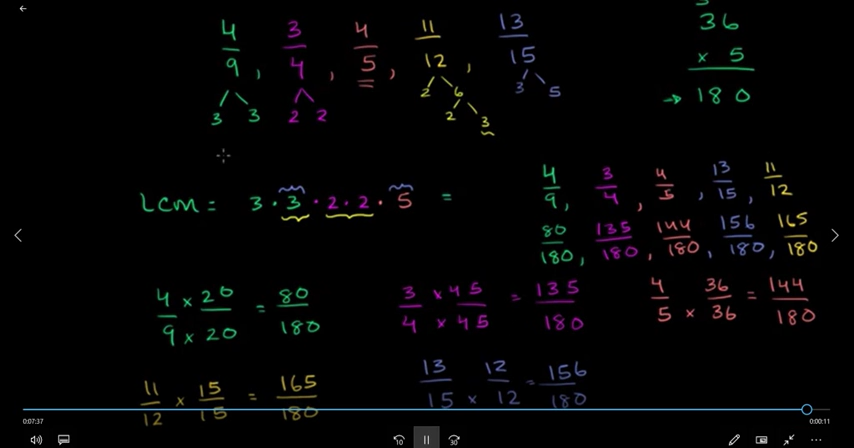 4/9, 3/4, 4/5, 11/12, 13/15
36
× 5
→ 180
3 3 2 2 2 6 3 5
2 3
LCM = 3 · 3 · 2 · 2 · 5 =
4/9, 3/4, 4/5, 13/15, 11/12
80/180, 135/180, 144/180, 156/180, 165/180
4/9 × 20/20 = 80/180
3/4 × 45/45 = 135/180
4/5 × 36/36 = 144/180
11/12 × 15/15 = 165/180
13/15 × 12/12 = 156/180
0:07:37
0:00:11
10
30